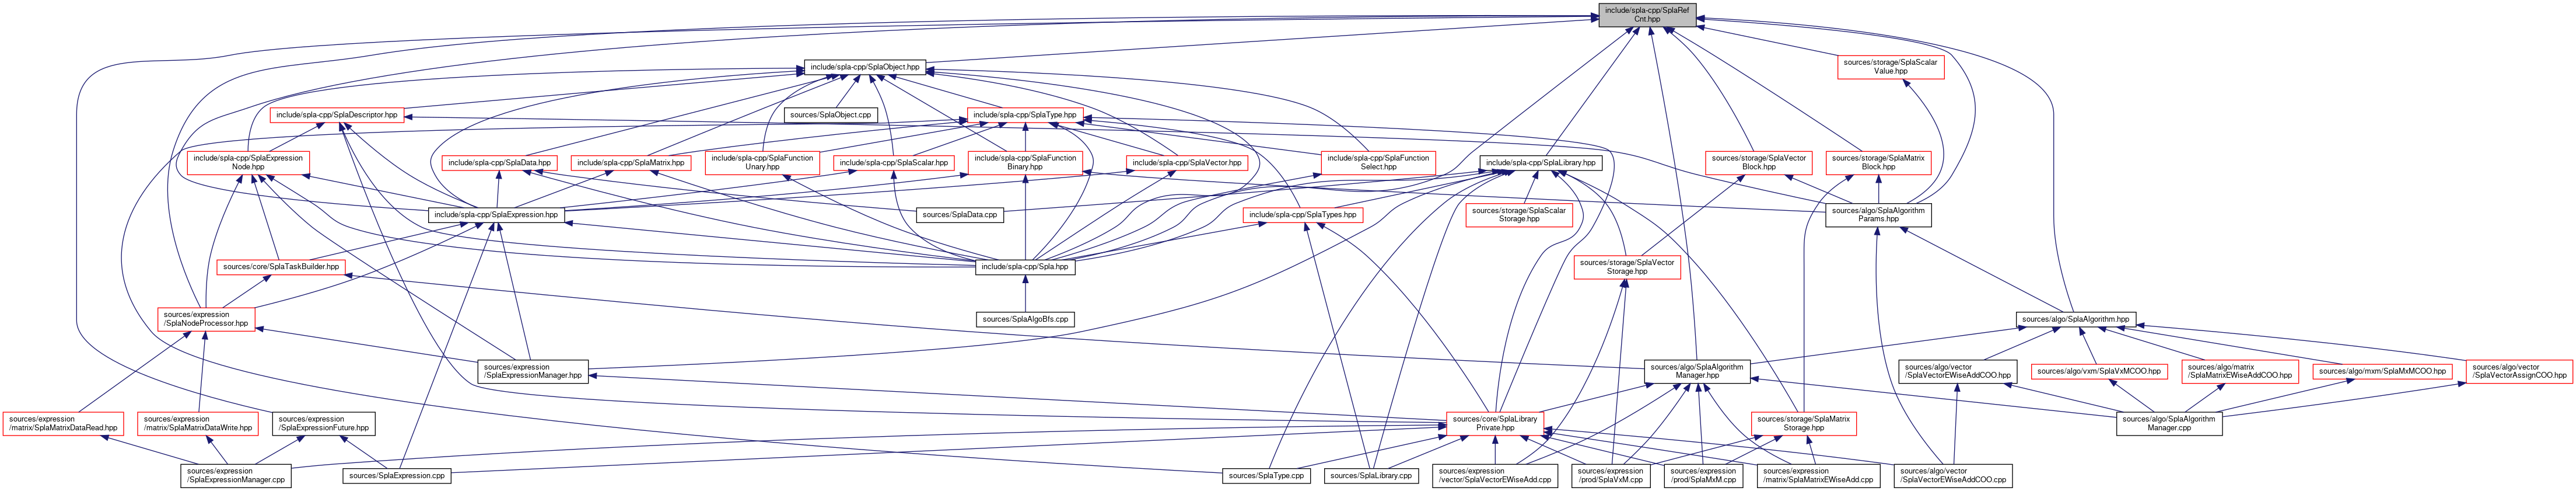 include/spla-cpp/SplaRef
Cnt.hpp
include/spla-cpp/SplaObject.hpp
sources/storage/SplaScalar
Value.hpp
include/spla-cpp/SplaDescriptor.hpp
sources/SplaObject.cpp
include/spla-cpp/SplaType.hpp
include/spla-cpp/SplaExpression
Node.hpp
include/spla-cpp/SplaData.hpp
include/spla-cpp/SplaMatrix.hpp
include/spla-cpp/SplaFunction
Unary.hpp
include/spla-cpp/SplaScalar.hpp
include/spla-cpp/SplaFunction
Binary.hpp
include/spla-cpp/SplaVector.hpp
include/spla-cpp/SplaFunction
Select.hpp
include/spla-cpp/SplaLibrary.hpp
sources/storage/SplaVector
Block.hpp
sources/storage/SplaMatrix
Block.hpp
include/spla-cpp/SplaExpression.hpp
sources/SplaData.cpp
include/spla-cpp/SplaTypes.hpp
sources/storage/SplaScalar
Storage.hpp
sources/algo/SplaAlgorithm
Params.hpp
sources/core/SplaTaskBuilder.hpp
include/spla-cpp/Spla.hpp
sources/storage/SplaVector
Storage.hpp
sources/expression
/SplaNodeProcessor.hpp
sources/SplaAlgoBfs.cpp
sources/algo/SplaAlgorithm.hpp
sources/expression
/SplaExpressionManager.hpp
sources/algo/SplaAlgorithm
Manager.hpp
sources/algo/vector
/SplaVectorEWiseAddCOO.hpp
sources/algo/vxm/SplaVxMCOO.hpp
sources/algo/matrix
/SplaMatrixEWiseAddCOO.hpp
sources/algo/mxm/SplaMxMCOO.hpp
sources/algo/vector
/SplaVectorAssignCOO.hpp
sources/expression
/matrix/SplaMatrixDataRead.hpp
sources/expression
/matrix/SplaMatrixDataWrite.hpp
sources/expression
/SplaExpressionFuture.hpp
sources/core/SplaLibrary
Private.hpp
sources/storage/SplaMatrix
Storage.hpp
sources/algo/SplaAlgorithm
Manager.cpp
sources/expression
/SplaExpressionManager.cpp
sources/SplaExpression.cpp
sources/SplaType.cpp
sources/SplaLibrary.cpp
sources/expression
/vector/SplaVectorEWiseAdd.cpp
sources/expression
/prod/SplaVxM.cpp
sources/expression
/prod/SplaMxM.cpp
sources/expression
/matrix/SplaMatrixEWiseAdd.cpp
sources/algo/vector
/SplaVectorEWiseAddCOO.cpp